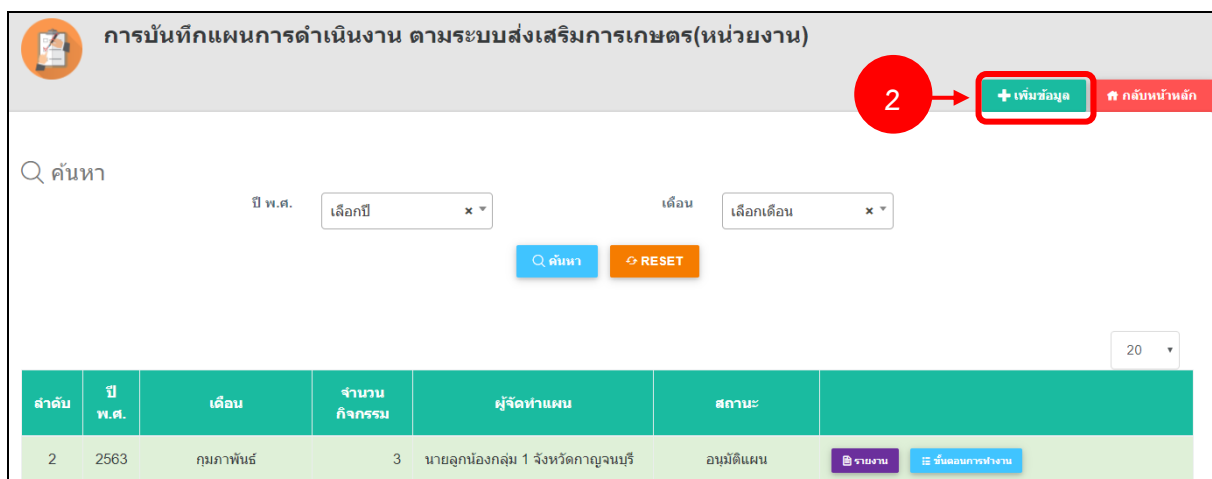 การบันทึกแผนการดำเนินงาน ตามระบบส่งเสริมการเกษตร(หน่วยงาน)
2
เพิ่มข้อมูล กลับหน้าหลัก
ค้นหา
ปี พ.ศ. เลือกปี × เดือน เลือกเดือน ×
ค้นหา RESET
20
ลำดับ ปี พ.ศ. เดือน จำนวน กิจกรรม ผู้จัดทำแผน สถานะ
2 2563 กุมภาพันธ์ 3 นายลูกน้องกลุ่ม 1 จังหวัดกาญจนบุรี อนุมัติแผน รายงาน ขั้นตอนการทำงาน